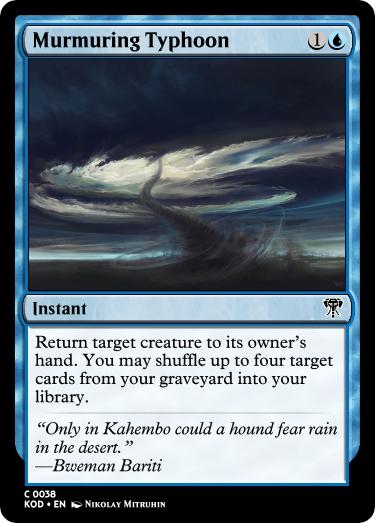 Murmuring Typhoon 1
Instant
Return target creature to its owner's
hand. You may shuffle up to four target
cards from your graveyard into your
library.
“Only in Kahembo could a hound fear rain
in the desert.”
—Bweman Bariti
C 0038
KOD • EN Nikolay Mitruhin